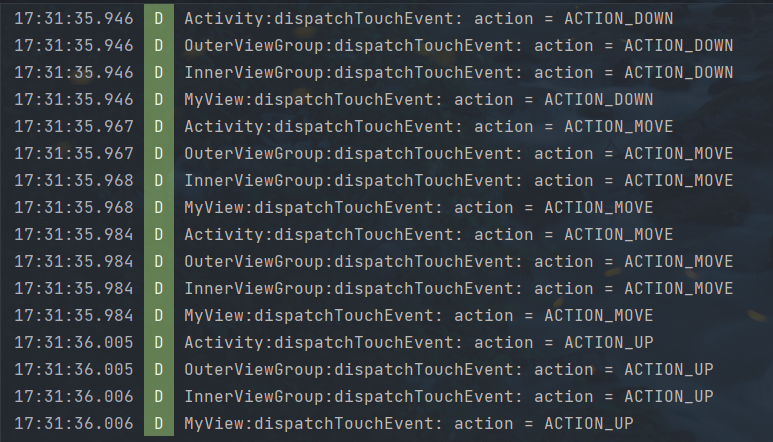 17:31:35.946 D Activity:dispatchTouchEvent: action = ACTION_DOWN
17:31:35.946 D OuterViewGroup:dispatchTouchEvent: action = ACTION_DOWN
17:31:35.946 D InnerViewGroup:dispatchTouchEvent: action = ACTION_DOWN
17:31:35.946 D MyView:dispatchTouchEvent: action = ACTION_DOWN
17:31:35.967 D Activity:dispatchTouchEvent: action = ACTION_MOVE
17:31:35.967 D OuterViewGroup:dispatchTouchEvent: action = ACTION_MOVE
17:31:35.968 D InnerViewGroup:dispatchTouchEvent: action = ACTION_MOVE
17:31:35.968 D MyView:dispatchTouchEvent: action = ACTION_MOVE
17:31:35.984 D Activity:dispatchTouchEvent: action = ACTION_MOVE
17:31:35.984 D OuterViewGroup:dispatchTouchEvent: action = ACTION_MOVE
17:31:35.984 D InnerViewGroup:dispatchTouchEvent: action = ACTION_MOVE
17:31:35.984 D MyView:dispatchTouchEvent: action = ACTION_MOVE
17:31:36.005 D Activity:dispatchTouchEvent: action = ACTION_UP
17:31:36.005 D OuterViewGroup:dispatchTouchEvent: action = ACTION_UP
17:31:36.006 D InnerViewGroup:dispatchTouchEvent: action = ACTION_UP
17:31:36.006 D MyView:dispatchTouchEvent: action = ACTION_UP